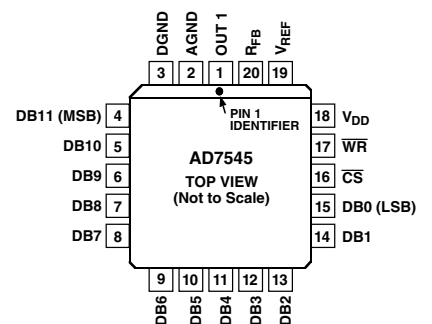 DGND AGND OUT 1 RFB VREF
3 2 1 20 19
DB11 (MSB) 4
DB10 5
DB9 6
DB8 7
DB7 8
PIN 1
IDENTIFIER
AD7545
TOP VIEW
(Not to Scale)
18 VDD
17 WR
16 CS
15 DB0 (LSB)
14 DB1
9 10 11 12 13
DB6 DB5 DB4 DB3 DB2